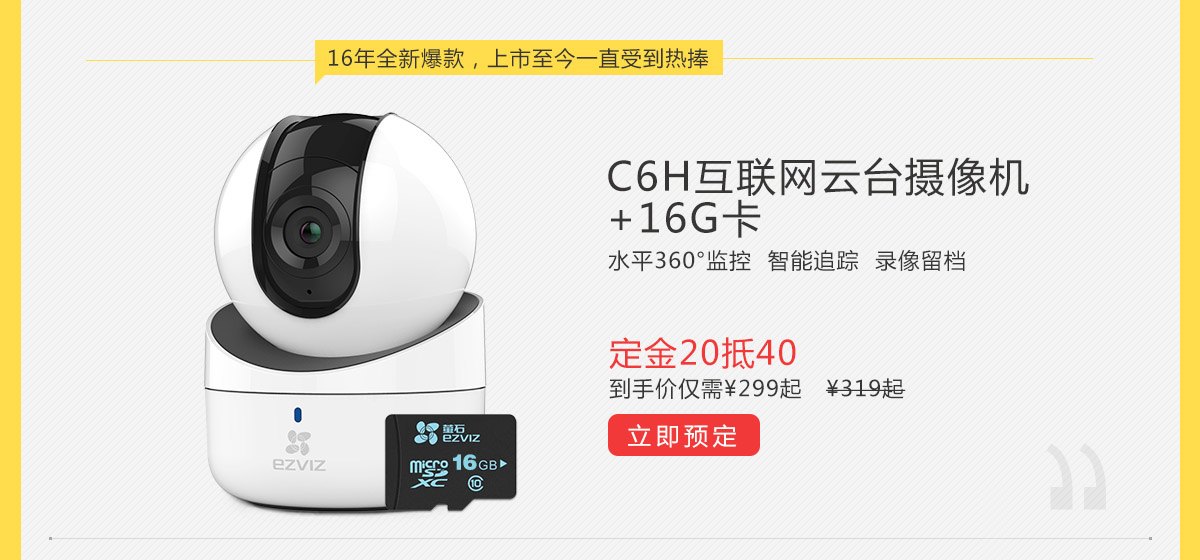 16年全新爆款，上市至今一直受到热捧
C6H互联网云台摄像机
+16G卡
水平360°监控 智能追踪 录像留档
定金20抵40
到手价仅需¥299起 ¥319起
立即预定
ezviz
萤石
ezviz
micro SD XC 16GB
10